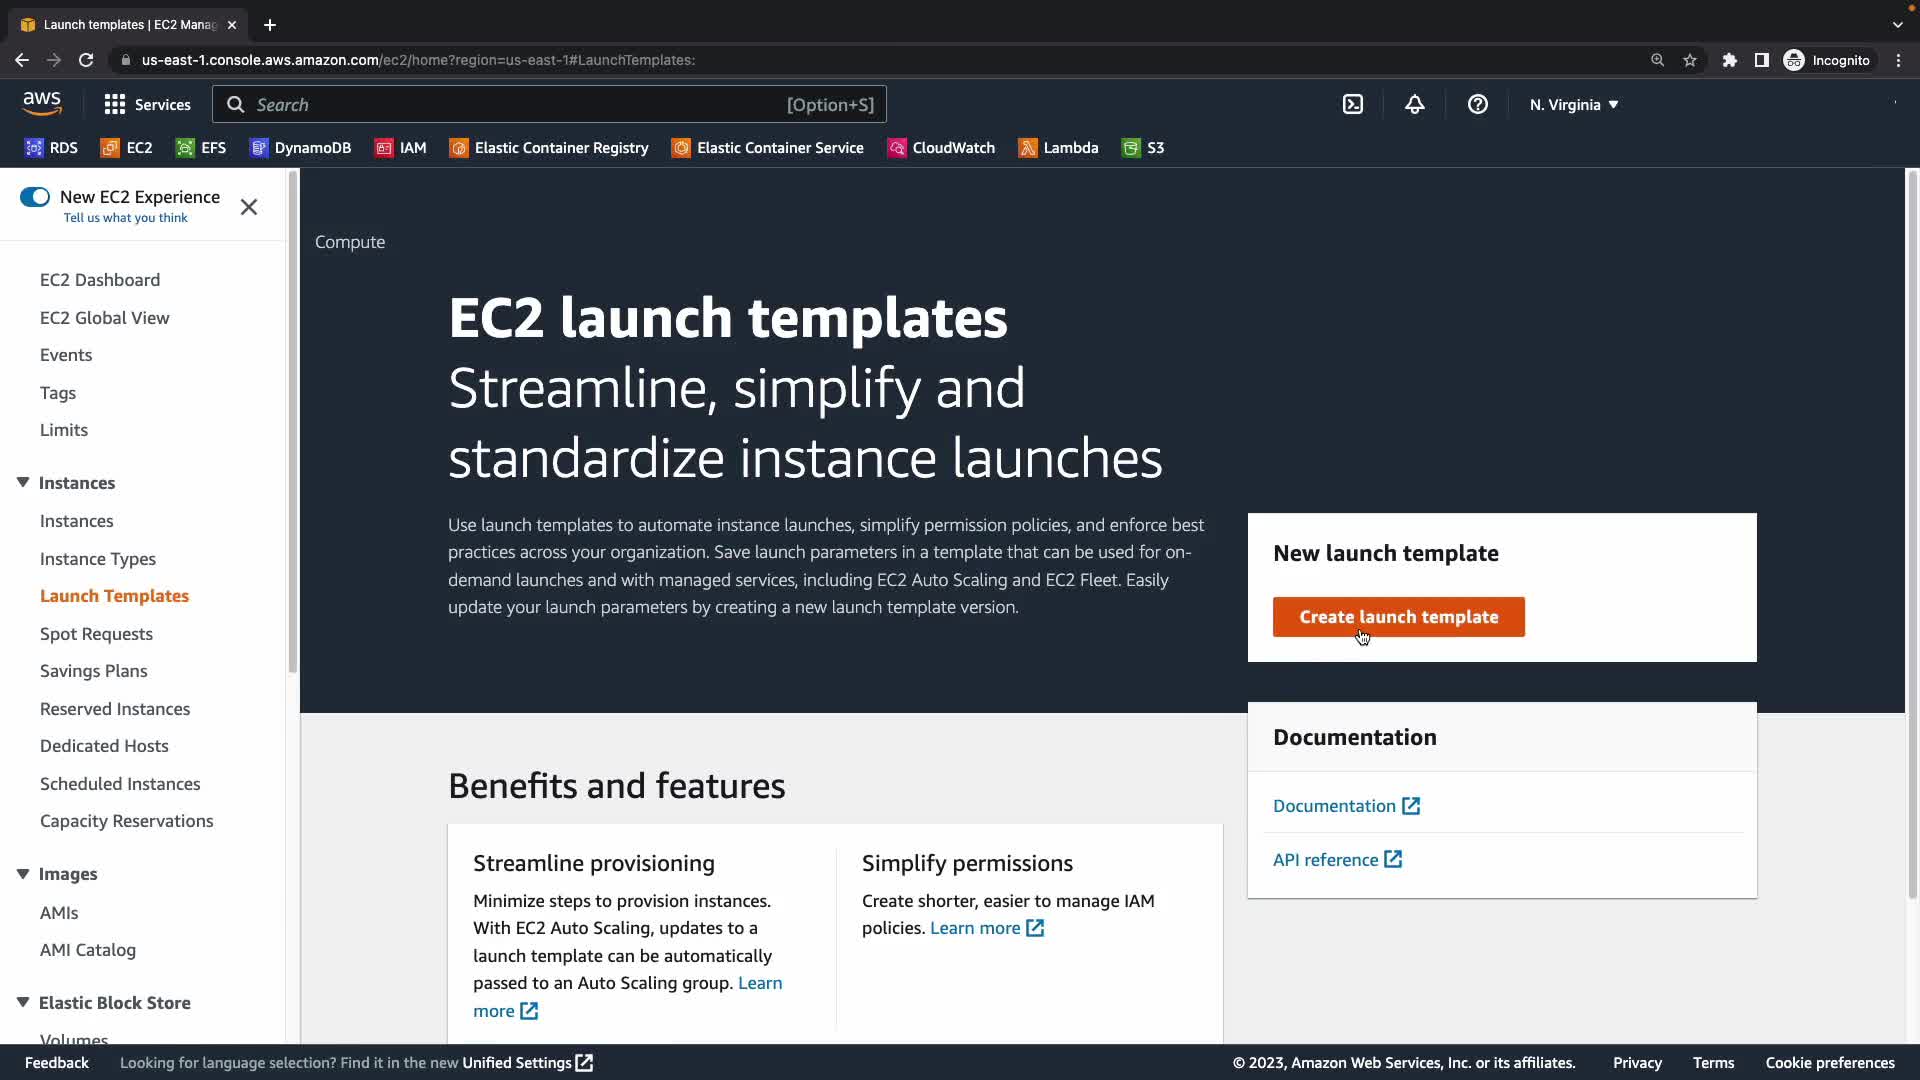 Launch templates | EC2 Manag
us-east-1.console.aws.amazon.com/ec2/home?region=us-east-1#LaunchTemplates:
Incognito
aws
Services
Search
[Option+S]
N. Virginia
RDS
EC2
EFS
DynamoDB
IAM
Elastic Container Registry
Elastic Container Service
CloudWatch
Lambda
S3
New EC2 Experience
Tell us what you think
EC2 Dashboard
EC2 Global View
Events
Tags
Limits
Instances
Instances
Instance Types
Launch Templates
Spot Requests
Savings Plans
Reserved Instances
Dedicated Hosts
Scheduled Instances
Capacity Reservations
Images
AMIs
AMI Catalog
Elastic Block Store
Volumes
Compute
EC2 launch templates
Streamline, simplify and
standardize instance launches
Use launch templates to automate instance launches, simplify permission policies, and enforce best
practices across your organization. Save launch parameters in a template that can be used for on-
demand launches and with managed services, including EC2 Auto Scaling and EC2 Fleet. Easily
update your launch parameters by creating a new launch template version.
New launch template
Create launch template
Documentation
Documentation
API reference
Benefits and features
Streamline provisioning
Minimize steps to provision instances.
With EC2 Auto Scaling, updates to a
launch template can be automatically
passed to an Auto Scaling group. Learn
more
Simplify permissions
Create shorter, easier to manage IAM
policies. Learn more
Feedback
Looking for language selection? Find it in the new Unified Settings
© 2023, Amazon Web Services, Inc. or its affiliates.
Privacy
Terms
Cookie preferences